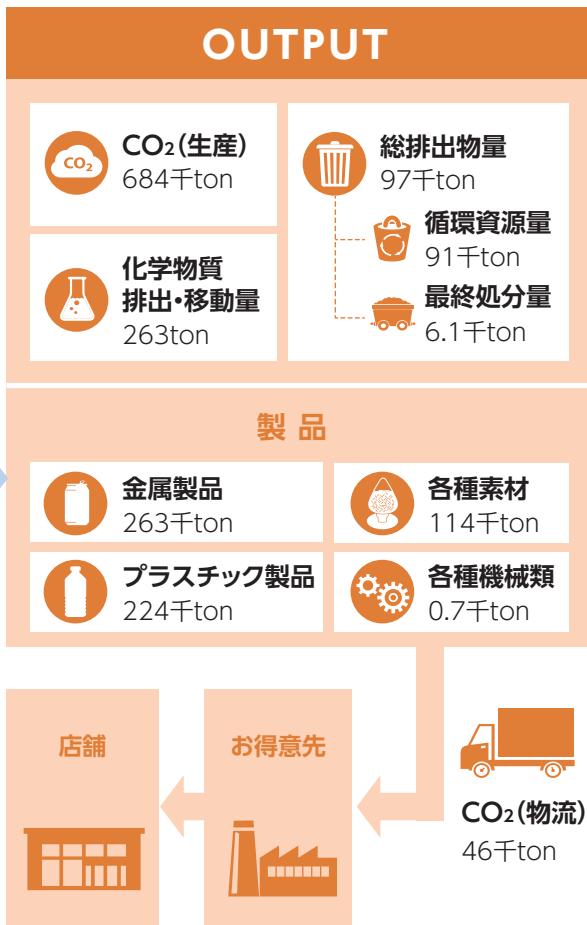 OUTPUT
CO₂
CO₂（生産）
684千ton
化学物質
排出・移動量
263ton
総排出物量
97千ton
循環資源量
91千ton
最終処分量
6.1千ton
製品
金属製品
263千ton
各種素材
114千ton
プラスチック製品
224千ton
各種機械類
0.7千ton
店舗
お得意先
CO₂（物流）
46千ton